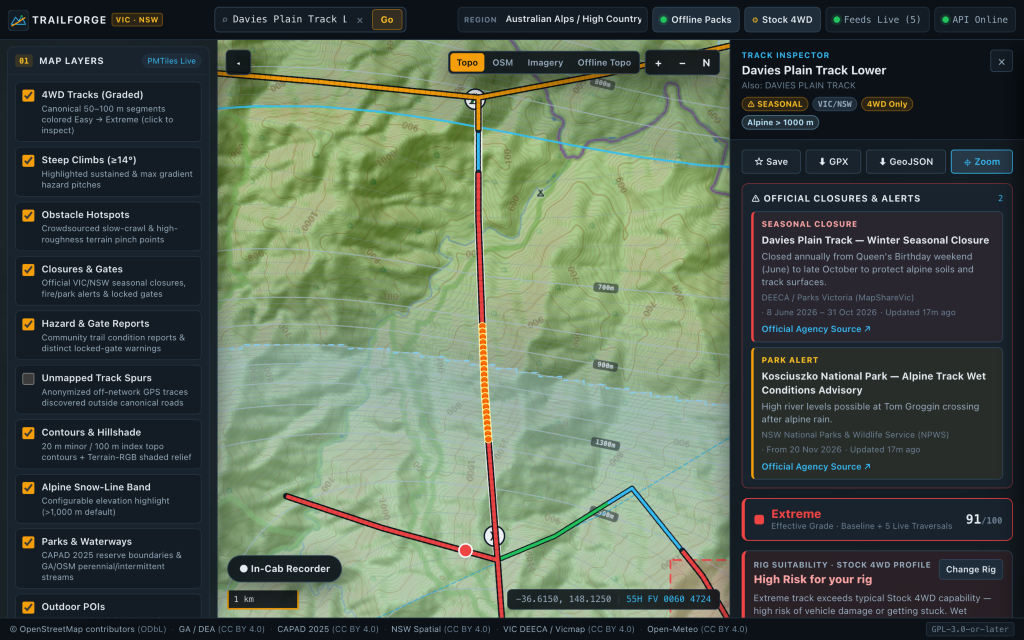 TRAILFORGE
VIC · NSW
Davies Plain Track L
×
Go
REGION Australian Alps / High Country
Offline Packs
Stock 4WD
Feeds Live (5)
API Online
01 MAP LAYERS
PMTiles Live
4WD Tracks (Graded)
Canonical 50–100 m segments
colored Easy → Extreme (click to
inspect)
Steep Climbs (≥14°)
Highlighted sustained & max gradient
hazard pitches
Obstacle Hotspots
Crowdsourced slow-crawl & high-
roughness terrain pinch points
Closures & Gates
Official VIC/NSW seasonal closures,
fire/park alerts & locked gates
Hazard & Gate Reports
Community trail condition reports &
distinct locked-gate warnings
Unmapped Track Spurs
Anonymized off-network GPS traces
discovered outside canonical roads
Contours & Hillshade
20 m minor / 100 m index topo
contours + Terrain-RGB shaded relief
Alpine Snow-Line Band
Configurable elevation highlight
(>1,000 m default)
Parks & Waterways
CAPAD 2025 reserve boundaries &
GA/OSM perennial/intermittent
streams
Outdoor POIs
Topo
OSM
Imagery
Offline Topo
+
−
N
800m
700m
900m
1300m
In-Cab Recorder
1 km
-36.6150, 148.1250 | 55H FV 0060 4724
TRACK INSPECTOR
Davies Plain Track Lower
Also: DAVIES PLAIN TRACK
×
⚠ SEASONAL
VIC/NSW
4WD Only
Alpine > 1000 m
☆ Save
⬇ GPX
⬇ GeoJSON
⌖ Zoom
⚠ OFFICIAL CLOSURES & ALERTS
2
SEASONAL CLOSURE
Davies Plain Track — Winter Seasonal Closure
Closed annually from Queen's Birthday weekend
(June) to late October to protect alpine soils and
track surfaces.
DEECA / Parks Victoria (MapShareVic)
· 8 June 2026 – 31 Oct 2026 · Updated 17m ago
Official Agency Source ↗
PARK ALERT
Kosciuszko National Park — Alpine Track Wet
Conditions Advisory
High river levels possible at Tom Groggin crossing
after alpine rain.
NSW National Parks & Wildlife Service (NPWS)
· From 20 Nov 2026 · Updated 17m ago
Official Agency Source ↗
Extreme
Effective Grade · Baseline + 5 Live Traversals
91/100
RIG SUITABILITY · STOCK 4WD PROFILE
High Risk for your rig
Change Rig
Extreme track exceeds typical Stock 4WD capability —
high risk of vehicle damage or getting stuck. Wet
© OpenStreetMap contributors (ODbL) · GA / DEA (CC BY 4.0) · CAPAD 2025 (CC BY 4.0) · NSW Spatial (CC BY 4.0) · VIC DEECA / Vicmap (CC BY 4.0) · Open-Meteo (CC BY 4.0)
GPL-3.0-or-later